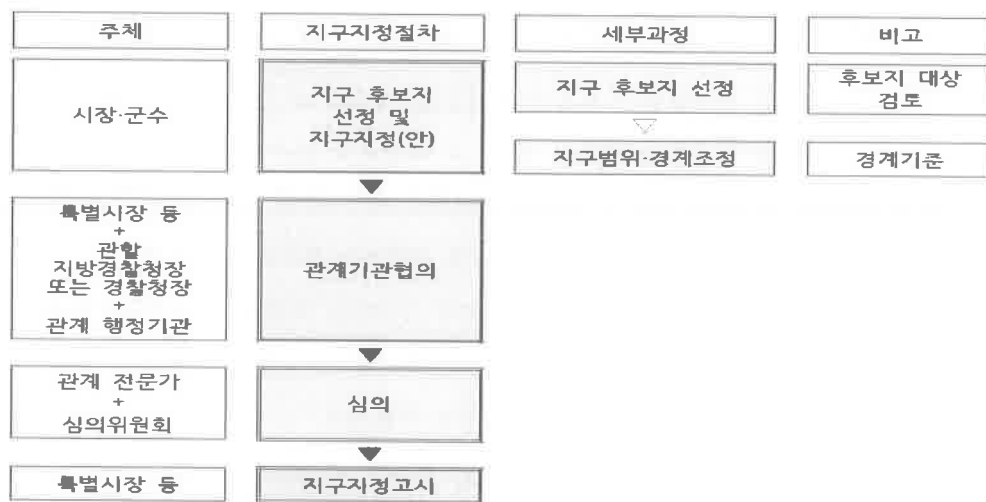 주체
지구지정절차
세부과정
비고
시장·군수
지구 후보지
선정 및
지구지정(안)
지구 후보지 선정
후보지 대상
검토
지구범위·경계조정
경계기준
특별시장 등
+
관할
지방경찰청장
또는 경찰청장
+
관계 행정기관
관계기관협의
관계 전문가
+
심의위원회
심의
특별시장 등
지구지정고시